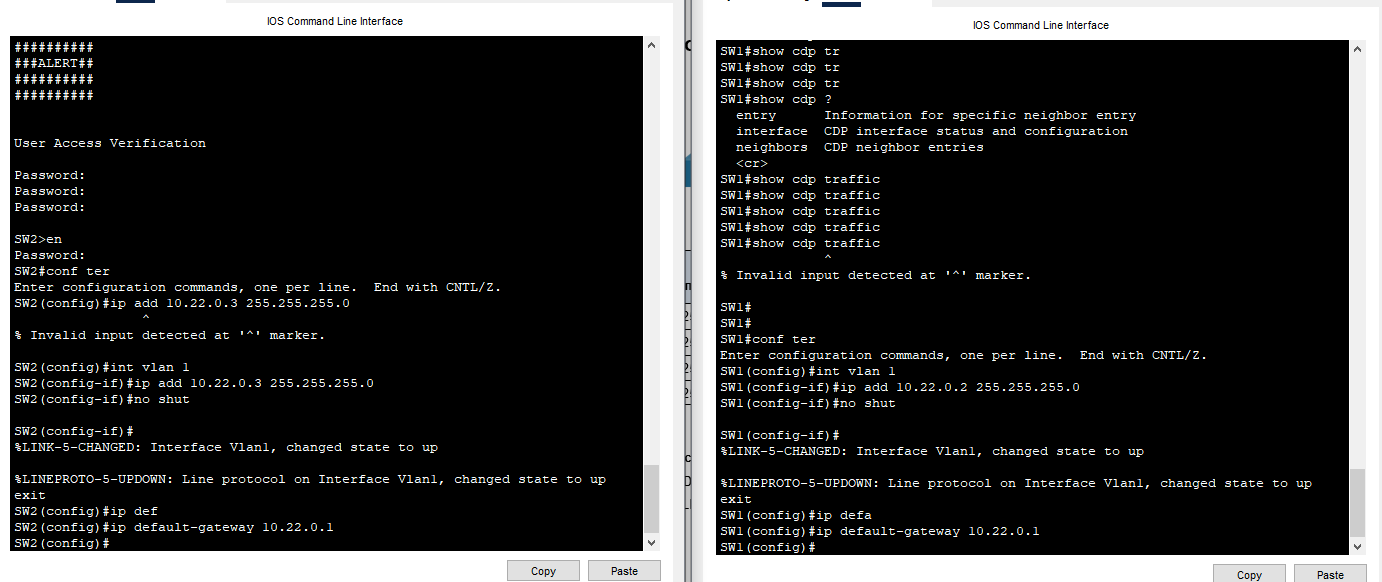 IOS Command Line Interface
##########
###ALERT##
##########
##########
User Access Verification
Password:
Password:
Password:
SW2>en
Password:
SW2#conf ter
Enter configuration commands, one per line.  End with CNTL/Z.
SW2(config)#ip add 10.22.0.3 255.255.255.0
^
% Invalid input detected at '^' marker.
SW2(config)#int vlan 1
SW2(config-if)#ip add 10.22.0.3 255.255.255.0
SW2(config-if)#no shut
SW2(config-if)#
%LINK-5-CHANGED: Interface Vlan1, changed state to up
%LINEPROTO-5-UPDOWN: Line protocol on Interface Vlan1, changed state to up
exit
SW2(config)#ip def
SW2(config)#ip default-gateway 10.22.0.1
SW2(config)#
Copy
Paste
IOS Command Line Interface
SW1#show cdp tr
SW1#show cdp tr
SW1#show cdp tr
SW1#show cdp ?
entry      Information for specific neighbor entry
interface  CDP interface status and configuration
neighbors  CDP neighbor entries
<cr>
SW1#show cdp traffic
SW1#show cdp traffic
SW1#show cdp traffic
SW1#show cdp traffic
SW1#show cdp traffic
^
% Invalid input detected at '^' marker.
SW1#
SW1#
SW1#conf ter
Enter configuration commands, one per line.  End with CNTL/Z.
SW1(config)#int vlan 1
SW1(config-if)#ip add 10.22.0.2 255.255.255.0
SW1(config-if)#no shut
SW1(config-if)#
%LINK-5-CHANGED: Interface Vlan1, changed state to up
%LINEPROTO-5-UPDOWN: Line protocol on Interface Vlan1, changed state to up
exit
SW1(config)#ip defa
SW1(config)#ip default-gateway 10.22.0.1
SW1(config)#
Copy
Paste